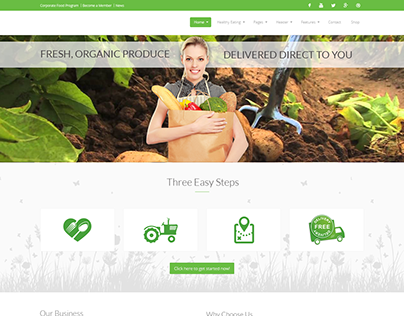 Corporate Food Program | Become a Member | News
Home Healthy Eating Pages Features Contact Shop
FRESH, ORGANIC PRODUCE DELIVERED DIRECT TO YOU
Three Easy Steps
DELIVERY
FREE
Click here to get started now!
Our Business Why Choose Us